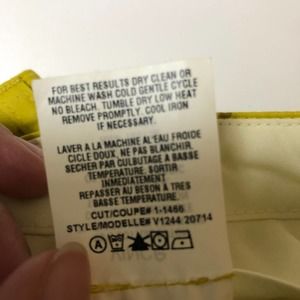 FOR BEST RESULTS DRY CLEAN OR
MACHINE WASH COLD GENTLE CYCLE
NO BLEACH. TUMBLE DRY LOW HEAT
REMOVE PROMPTLY. COOL IRON
IF NECESSARY.
LAVER A LA MACHINE AL'EAU FROIDE
CICLE DOUX, NE PAS BLANCHIR.
SECHER PAR CULBUTAGE A BASSE
TEMPERATURE. SORTIR
INMEDIATEMENT
REPASSER AU BESOIN A TRES
BASSE TEMPERATURE.
CUT/COUPE# 1-1466
STYLE/MODELLE# V1244 20714
A